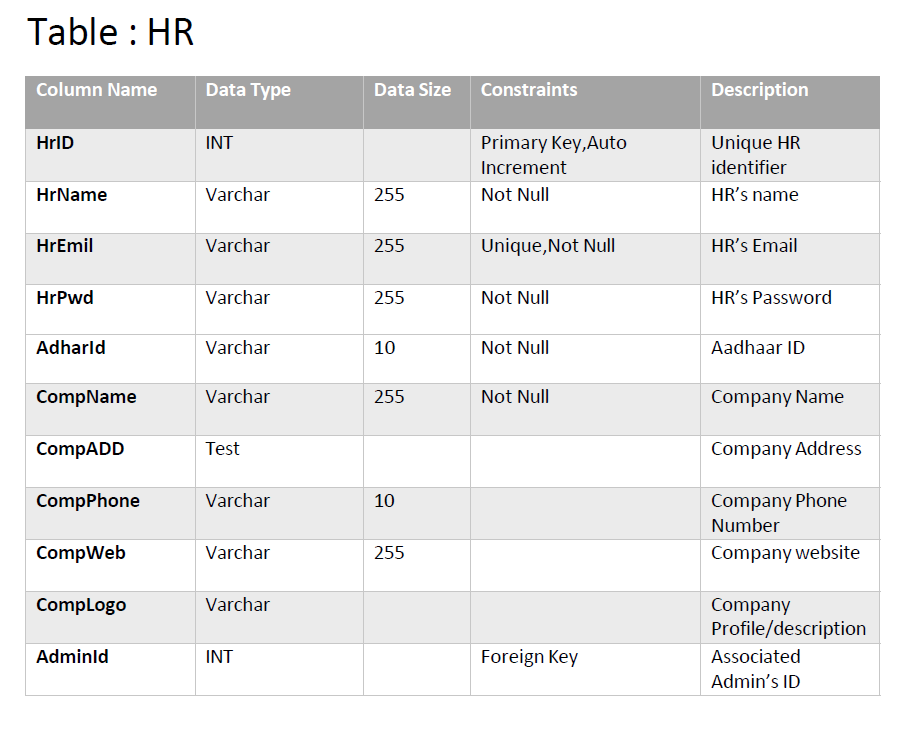 Table : HR
Column Name Data Type Data Size Constraints Description
HrID INT Primary Key,Auto Unique HR
Increment identifier
HrName Varchar 255 Not Null HR’s name
HrEmil Varchar 255 Unique,Not Null HR’s Email
HrPwd Varchar 255 Not Null HR’s Password
AdharId Varchar 10 Not Null Aadhaar ID
CompName Varchar 255 Not Null Company Name
CompADD Test Company Address
CompPhone Varchar 10 Company Phone
Number
CompWeb Varchar 255 Company website
CompLogo Varchar Company
Profile/description
AdminId INT Foreign Key Associated
Admin’s ID